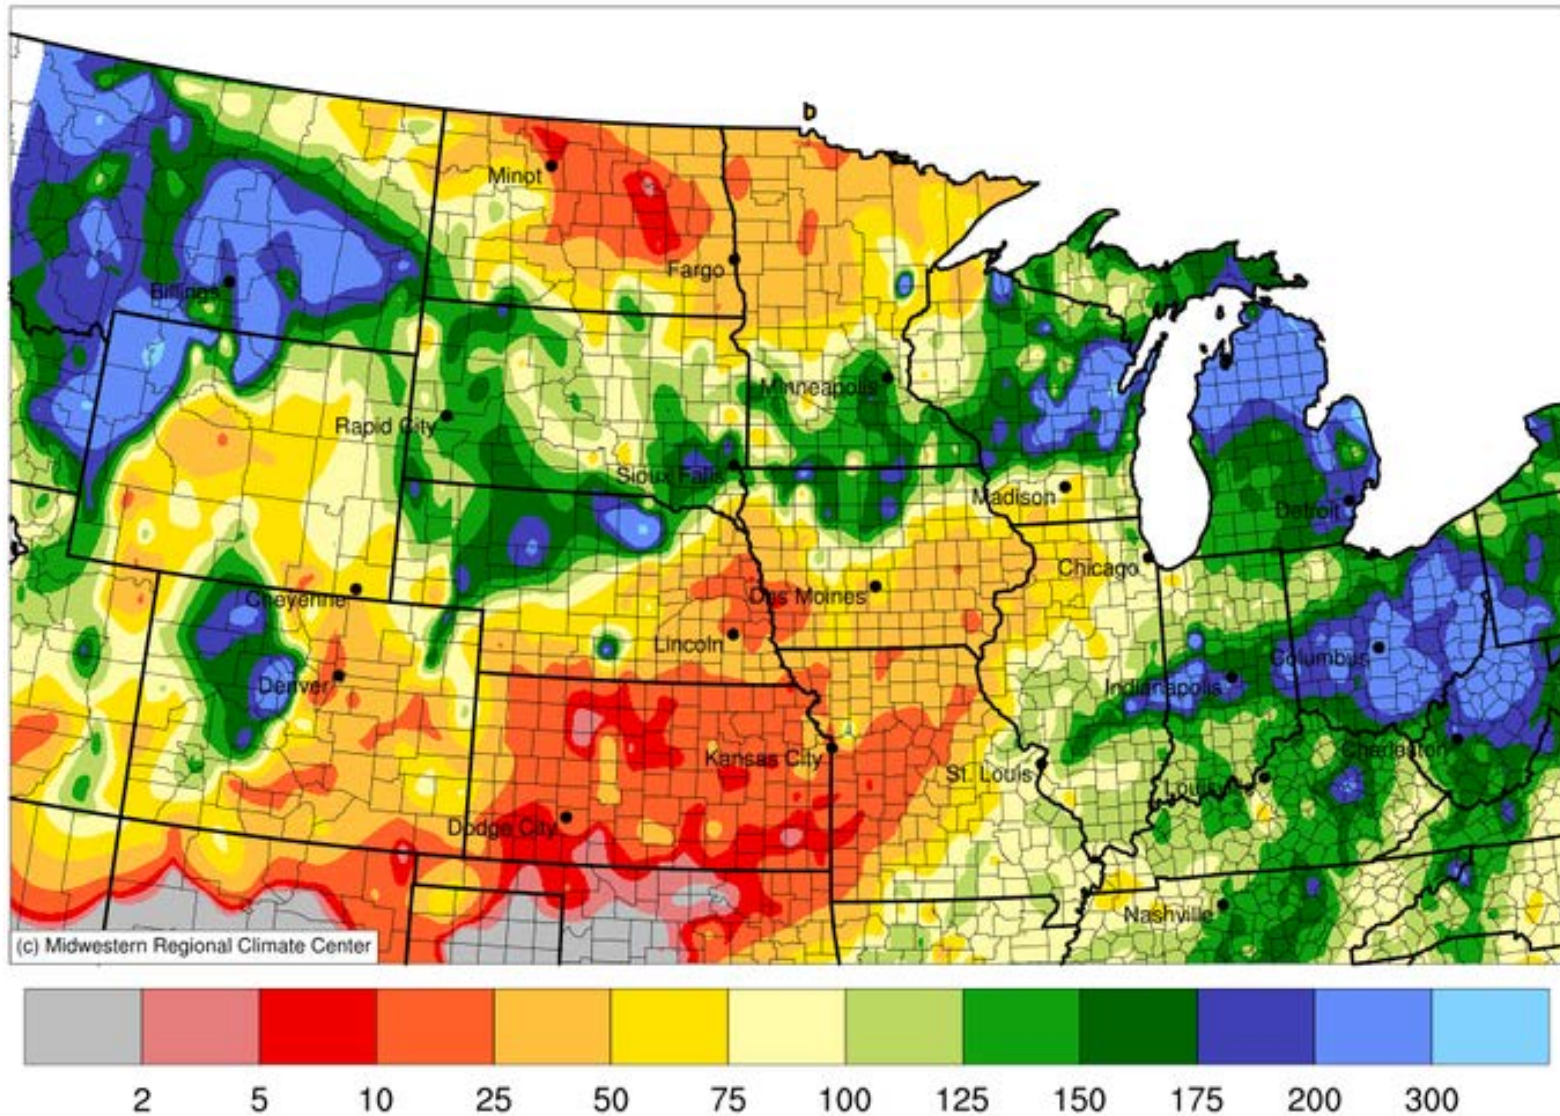 Minot
Fargo
Billings
Minneapolis
Rapid City
Sioux Falls
Madison
Detroit
Chicago
Cheyenne
Des Moines
Lincoln
Columbus
Denver
Indianapolis
Kansas City
Charleston
St. Louis
Dodge City
Nashville
(c) Midwestern Regional Climate Center
2 5 10 25 50 75 100 125 150 175 200 300